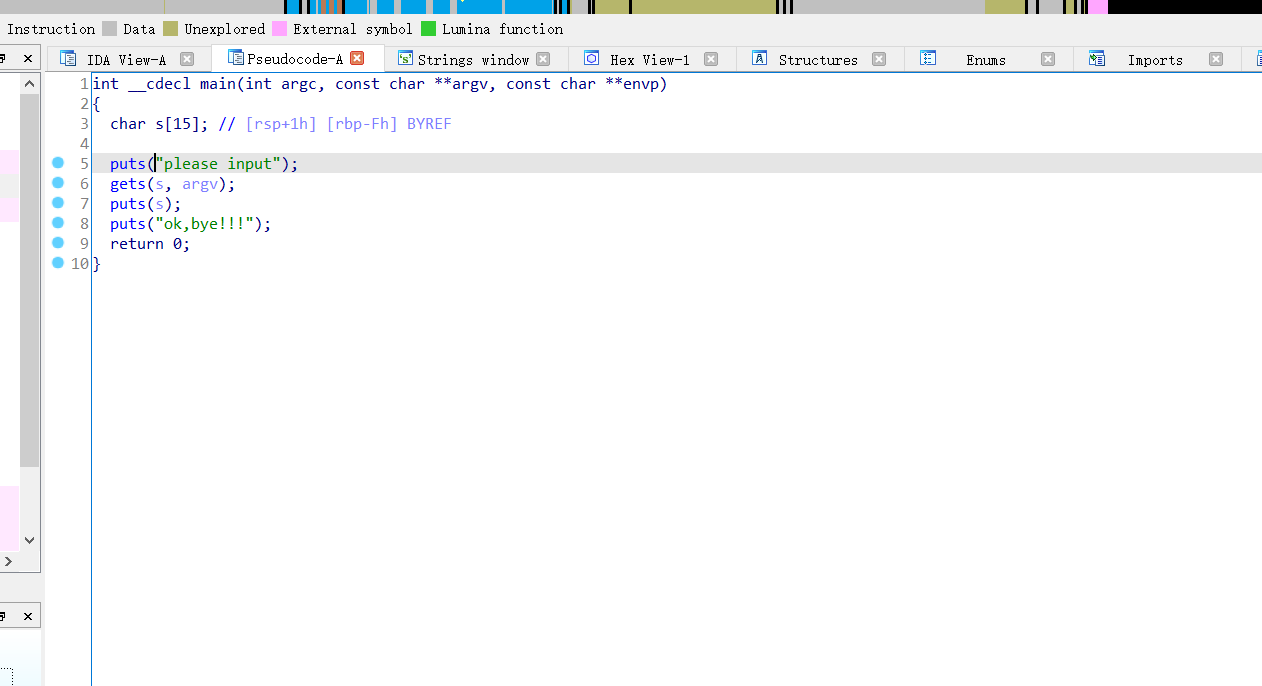 Instruction Data Unexplored External symbol Lumina function
IDA View-A Pseudocode-A Strings window Hex View-1 Structures Enums Imports
1 int __cdecl main(int argc, const char **argv, const char **envp)
2 {
3 char s[15]; // [rsp+1h] [rbp-Fh] BYREF
4
5 puts("please input");
6 gets(s, argv);
7 puts(s);
8 puts("ok,bye!!!");
9 return 0;
10 }